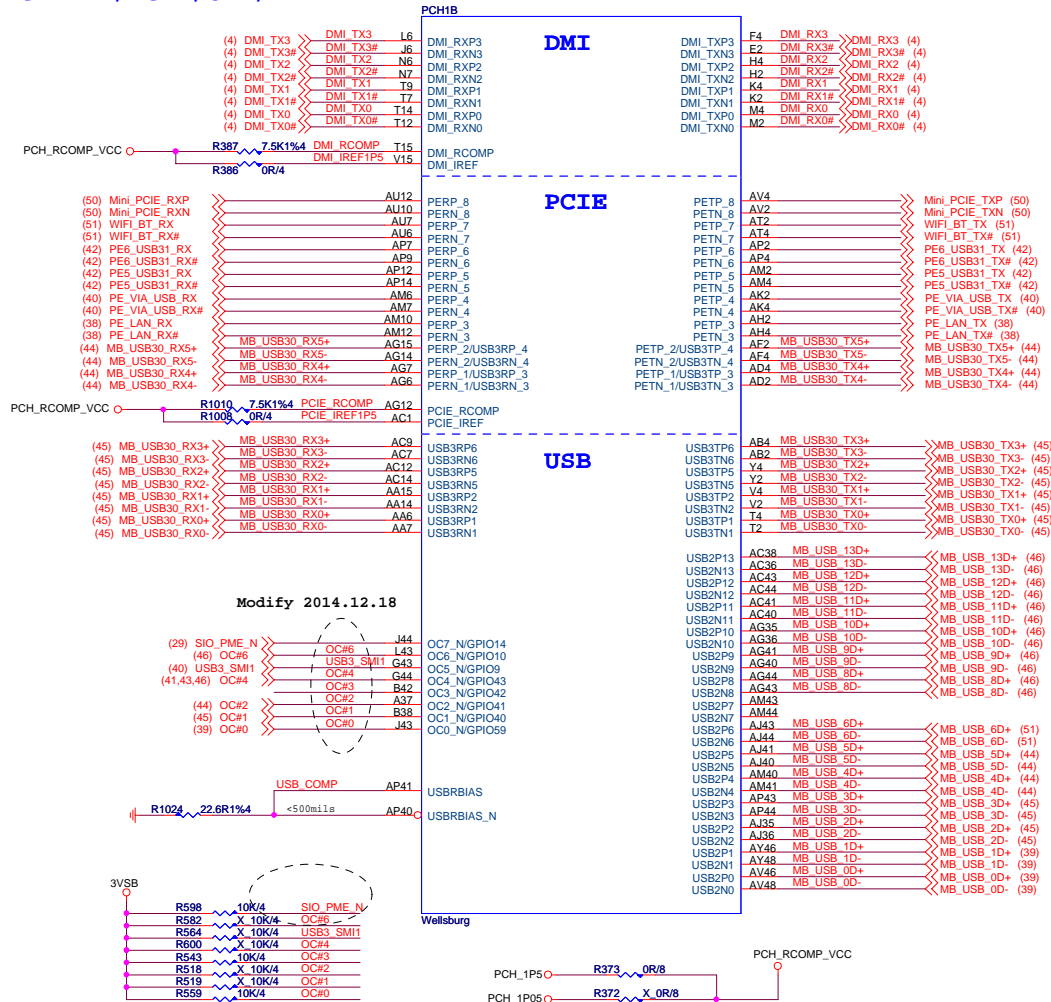 PCH1B
DMI
(4) DMI_TX3 DMI_TX3 L6 DMI_RXP3 DMI_TXP3 F4 DMI_RX3 DMI_RX3 (4)
(4) DMI_TX3# DMI_TX3# J6 DMI_RXN3 DMI_TXN3 E2 DMI_RX3# DMI_RX3# (4)
(4) DMI_TX2 DMI_TX2 N6 DMI_RXP2 DMI_TXP2 H4 DMI_RX2 DMI_RX2 (4)
(4) DMI_TX2# DMI_TX2# N7 DMI_RXN2 DMI_TXN2 H2 DMI_RX2# DMI_RX2# (4)
(4) DMI_TX1 DMI_TX1 T9 DMI_RXP1 DMI_TXP1 K4 DMI_RX1 DMI_RX1 (4)
(4) DMI_TX1# DMI_TX1# T7 DMI_RXN1 DMI_TXN1 K2 DMI_RX1# DMI_RX1# (4)
(4) DMI_TX0 DMI_TX0 T14 DMI_RXP0 DMI_TXP0 M4 DMI_RX0 DMI_RX0 (4)
(4) DMI_TX0# DMI_TX0# T12 DMI_RXN0 DMI_TXN0 M2 DMI_RX0# DMI_RX0# (4)
PCH_RCOMP_VCC R387 7.5K1%4 DMI_RCOMP T15 DMI_RCOMP
R386 0R/4 DMI_IREF1P5 V15 DMI_IREF
PCIE
(50) Mini_PCIE_RXP AU12 PERP_8 PETP_8 AV4 Mini_PCIE_TXP (50)
(50) Mini_PCIE_RXN AU10 PERN_8 PETN_8 AV2 Mini_PCIE_TXN (50)
(51) WIFI_BT_RX AU7 PERP_7 PETP_7 AT2 WIFI_BT_TX (51)
(51) WIFI_BT_RX# AU6 PERN_7 PETN_7 AT4 WIFI_BT_TX# (51)
(42) PE6_USB31_RX AP7 PERP_6 PETP_6 AP2 PE6_USB31_TX (42)
(42) PE6_USB31_RX# AP9 PERN_6 PETN_6 AP4 PE6_USB31_TX# (42)
(42) PE5_USB31_RX AP12 PERP_5 PETP_5 AM2 PE5_USB31_TX (42)
(42) PE5_USB31_RX# AP14 PERN_5 PETN_5 AM4 PE5_USB31_TX# (42)
(40) PE_VIA_USB_RX AM6 PERP_4 PETP_4 AK2 PE_VIA_USB_TX (40)
(40) PE_VIA_USB_RX# AM7 PERN_4 PETN_4 AK4 PE_VIA_USB_TX# (40)
(38) PE_LAN_RX AM10 PERP_3 PETP_3 AH2 PE_LAN_TX (38)
(38) PE_LAN_RX# AM12 PERN_3 PETN_3 AH4 PE_LAN_TX# (38)
(44) MB_USB30_RX5+ MB_USB30_RX5+ AG15 PERP_2/USB3RP_4 PETP_2/USB3TP_4 AF2 MB_USB30_TX5+ MB_USB30_TX5+ (44)
(44) MB_USB30_RX5- MB_USB30_RX5- AG14 PERN_2/USB3RN_4 PETN_2/USB3TN_4 AF4 MB_USB30_TX5- MB_USB30_TX5- (44)
(44) MB_USB30_RX4+ MB_USB30_RX4+ AG7 PERP_1/USB3RP_3 PETP_1/USB3TP_3 AD4 MB_USB30_TX4+ MB_USB30_TX4+ (44)
(44) MB_USB30_RX4- MB_USB30_RX4- AG6 PERN_1/USB3RN_3 PETN_1/USB3TN_3 AD2 MB_USB30_TX4- MB_USB30_TX4- (44)
PCH_RCOMP_VCC R1010 7.5K1%4 PCIE_RCOMP AG12 PCIE_RCOMP
R1008 0R/4 PCIE_IREF1P5 AC1 PCIE_IREF
USB
(45) MB_USB30_RX3+ MB_USB30_RX3+ AC9 USB3RP6 USB3TP6 AB4 MB_USB30_TX3+ MB_USB30_TX3+ (45)
(45) MB_USB30_RX3- MB_USB30_RX3- AC7 USB3RN6 USB3TN6 AB2 MB_USB30_TX3- MB_USB30_TX3- (45)
(45) MB_USB30_RX2+ MB_USB30_RX2+ AC12 USB3RP5 USB3TP5 Y4 MB_USB30_TX2+ MB_USB30_TX2+ (45)
(45) MB_USB30_RX2- MB_USB30_RX2- AC14 USB3RN5 USB3TN5 Y2 MB_USB30_TX2- MB_USB30_TX2- (45)
(45) MB_USB30_RX1+ MB_USB30_RX1+ AA15 USB3RP2 USB3TP2 V4 MB_USB30_TX1+ MB_USB30_TX1+ (45)
(45) MB_USB30_RX1- MB_USB30_RX1- AA14 USB3RN2 USB3TN2 V2 MB_USB30_TX1- MB_USB30_TX1- (45)
(45) MB_USB30_RX0+ MB_USB30_RX0+ AA6 USB3RP1 USB3TP1 T4 MB_USB30_TX0+ MB_USB30_TX0+ (45)
(45) MB_USB30_RX0- MB_USB30_RX0- AA7 USB3RN1 USB3TN1 T2 MB_USB30_TX0- MB_USB30_TX0- (45)
USB2P13 AC38 MB_USB_13D+ MB_USB_13D+ (46)
USB2N13 AC36 MB_USB_13D- MB_USB_13D- (46)
USB2P12 AC43 MB_USB_12D+ MB_USB_12D+ (46)
USB2N12 AC44 MB_USB_12D- MB_USB_12D- (46)
USB2P11 AC41 MB_USB_11D+ MB_USB_11D+ (46)
USB2N11 AC40 MB_USB_11D- MB_USB_11D- (46)
USB2P10 AG35 MB_USB_10D+ MB_USB_10D+ (46)
USB2N10 AG36 MB_USB_10D- MB_USB_10D- (46)
USB2P9 AG41 MB_USB_9D+ MB_USB_9D+ (46)
USB2N9 AG40 MB_USB_9D- MB_USB_9D- (46)
USB2P8 AG44 MB_USB_8D+ MB_USB_8D+ (46)
USB2N8 AG43 MB_USB_8D- MB_USB_8D- (46)
USB2P7 AM43
USB2N7 AM44
USB2P6 AJ43 MB_USB_6D+ MB_USB_6D+ (51)
USB2N6 AJ44 MB_USB_6D- MB_USB_6D- (51)
USB2P5 AJ41 MB_USB_5D+ MB_USB_5D+ (44)
USB2N5 AJ40 MB_USB_5D- MB_USB_5D- (44)
USB2P4 AM40 MB_USB_4D+ MB_USB_4D+ (44)
USB2N4 AM41 MB_USB_4D- MB_USB_4D- (44)
USB2P3 AP43 MB_USB_3D+ MB_USB_3D+ (45)
USB2N3 AP44 MB_USB_3D- MB_USB_3D- (45)
USB2P2 AJ35 MB_USB_2D+ MB_USB_2D+ (45)
USB2N2 AJ36 MB_USB_2D- MB_USB_2D- (45)
USB2P1 AY46 MB_USB_1D+ MB_USB_1D+ (39)
USB2N1 AY48 MB_USB_1D- MB_USB_1D- (39)
USB2P0 AV46 MB_USB_0D+ MB_USB_0D+ (39)
USB2N0 AV48 MB_USB_0D- MB_USB_0D- (39)
Modify 2014.12.18
(29) SIO_PME_N J44 OC7_N/GPIO14
(46) OC#6 OC#6 L43 OC6_N/GPIO10
(40) USB3_SMI1 USB3_SMI1 G43 OC5_N/GPIO9
(41,43,46) OC#4 OC#4 G44 OC4_N/GPIO43
OC#3 B42 OC3_N/GPIO42
(44) OC#2 OC#2 A37 OC2_N/GPIO41
(45) OC#1 OC#1 B38 OC1_N/GPIO40
(39) OC#0 OC#0 J43 OC0_N/GPIO59
USB_COMP AP41 USBRBIAS
R1024 22.6R1%4 <500mils AP40 USBRBIAS_N
3VSB
R598 10K/4 SIO_PME_N
R582 X_10K/4 OC#6
R564 X_10K/4 USB3_SMI1
R600 X_10K/4 OC#4
R543 10K/4 OC#3
R518 X_10K/4 OC#2
R519 X_10K/4 OC#1
R559 10K/4 OC#0
Wellsburg
PCH_RCOMP_VCC
PCH_1P5 R373 0R/8
PCH_1P05 R372 X_0R/8